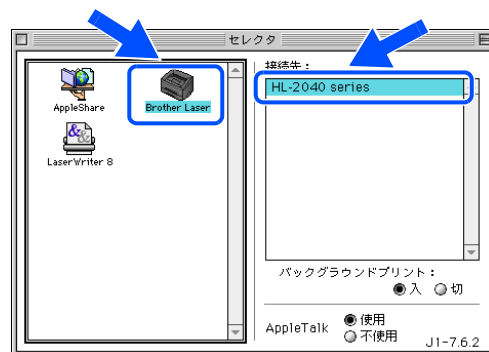 セレクタ
AppleShare
Brother Laser
LaserWriter 8
接続先：
HL-2040 series
バックグラウンドプリント：
入 切
AppleTalk
使用
不使用
J1-7.6.2